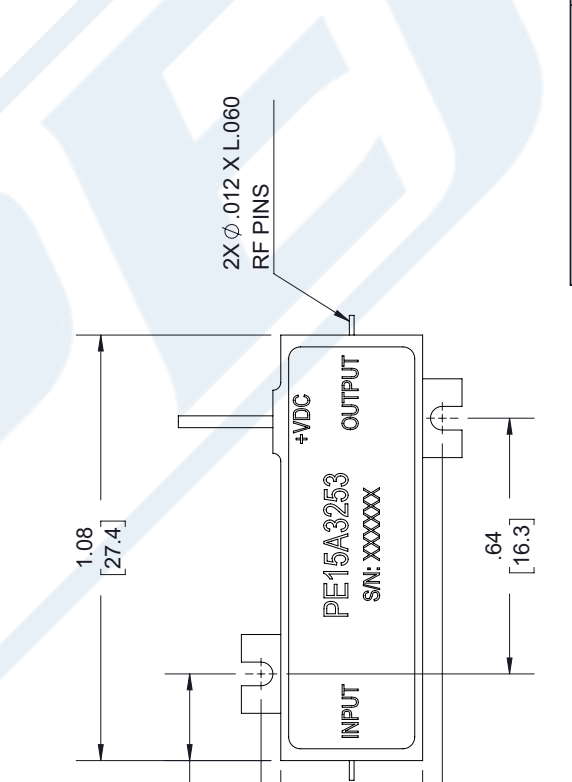 2X ⌀.012 X L.060
RF PINS
1.08
[27.4]
+VDC
OUTPUT
PE15A3253
S/N: XXXXXX
INPUT
.64
[16.3]